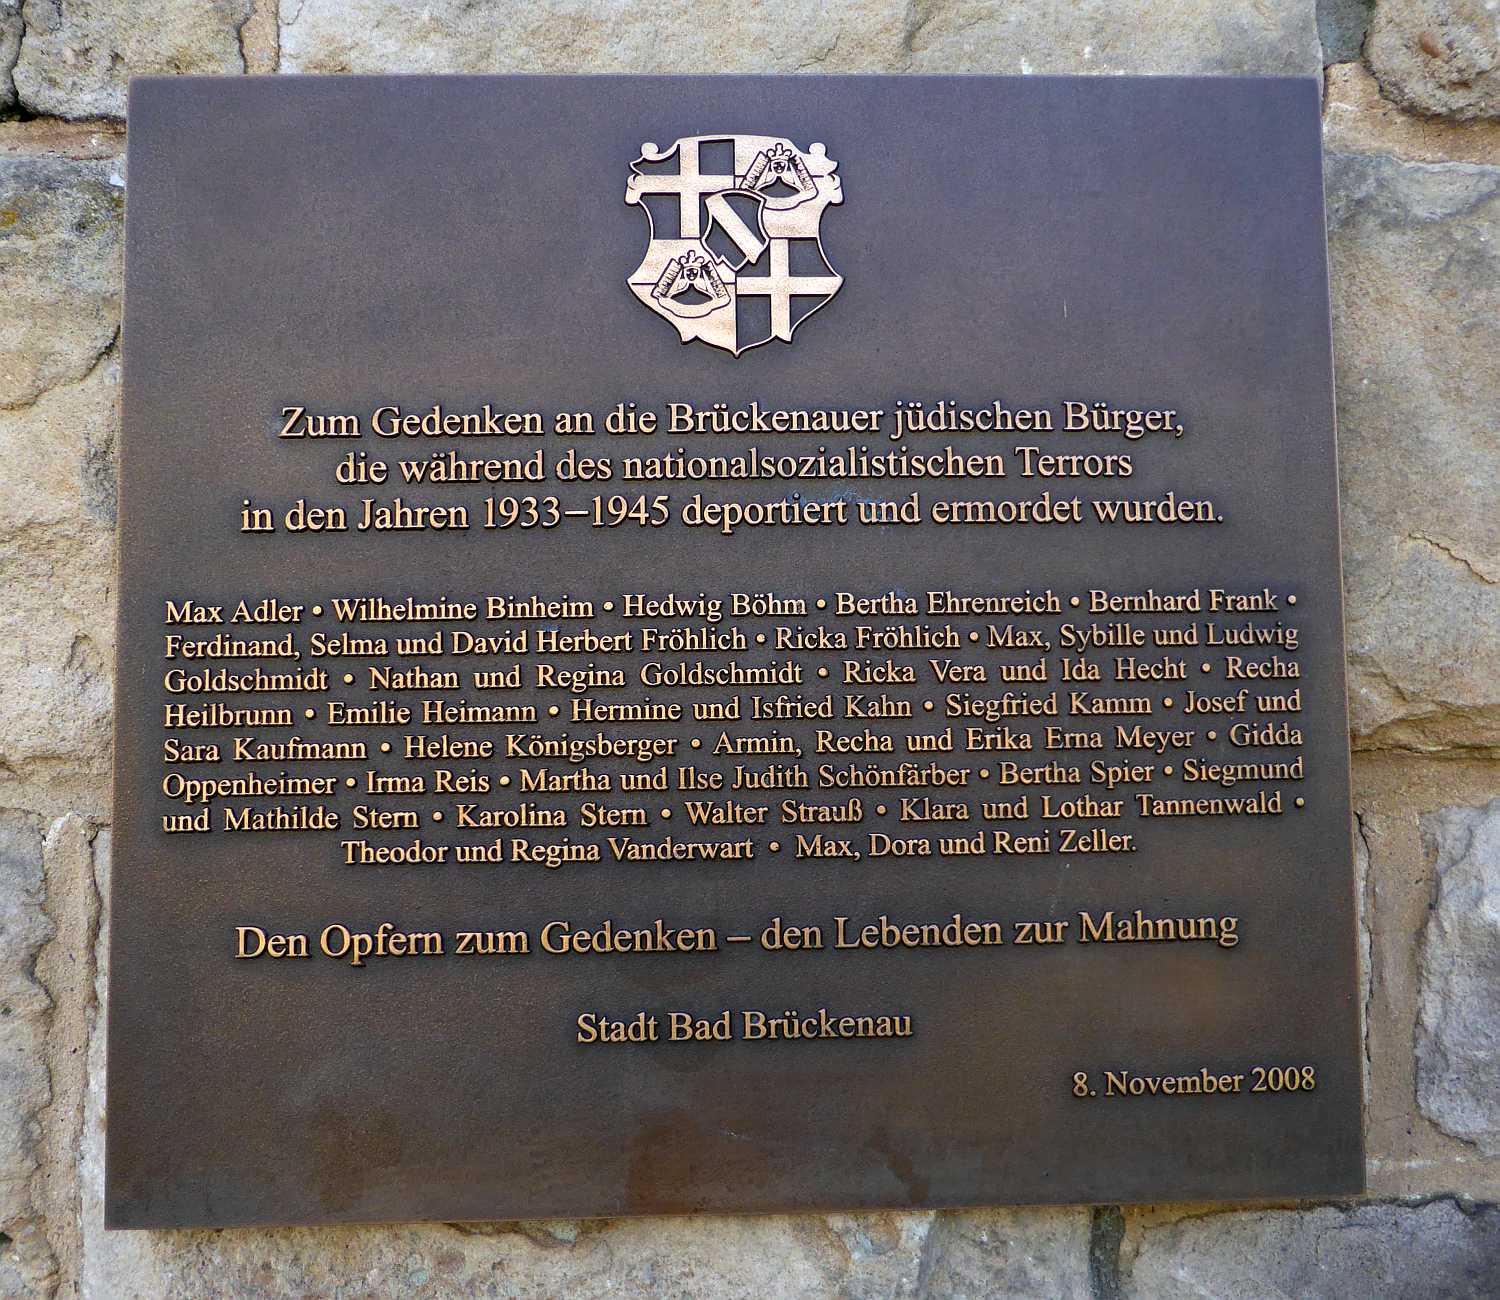 Zum Gedenken an die Brückenauer jüdischen Bürger,
die während des nationalsozialistischen Terrors
in den Jahren 1933–1945 deportiert und ermordet wurden.
Max Adler • Wilhelmine Binheim • Hedwig Böhm • Bertha Ehrenreich • Bernhard Frank •
Ferdinand, Selma und David Herbert Fröhlich • Ricka Fröhlich • Max, Sybille und Ludwig
Goldschmidt • Nathan und Regina Goldschmidt • Ricka Vera und Ida Hecht • Recha
Heilbrunn • Emilie Heimann • Hermine und Isfried Kahn • Siegfried Kamm • Josef und
Sara Kaufmann • Helene Königsberger • Armin, Recha und Erika Erna Meyer • Gidda
Oppenheimer • Irma Reis • Martha und Ilse Judith Schönfärber • Bertha Spier • Siegmund
und Mathilde Stern • Karolina Stern • Walter Strauß • Klara und Lothar Tannenwald •
Theodor und Regina Vanderwart • Max, Dora und Reni Zeller.
Den Opfern zum Gedenken – den Lebenden zur Mahnung
Stadt Bad Brückenau
8. November 2008